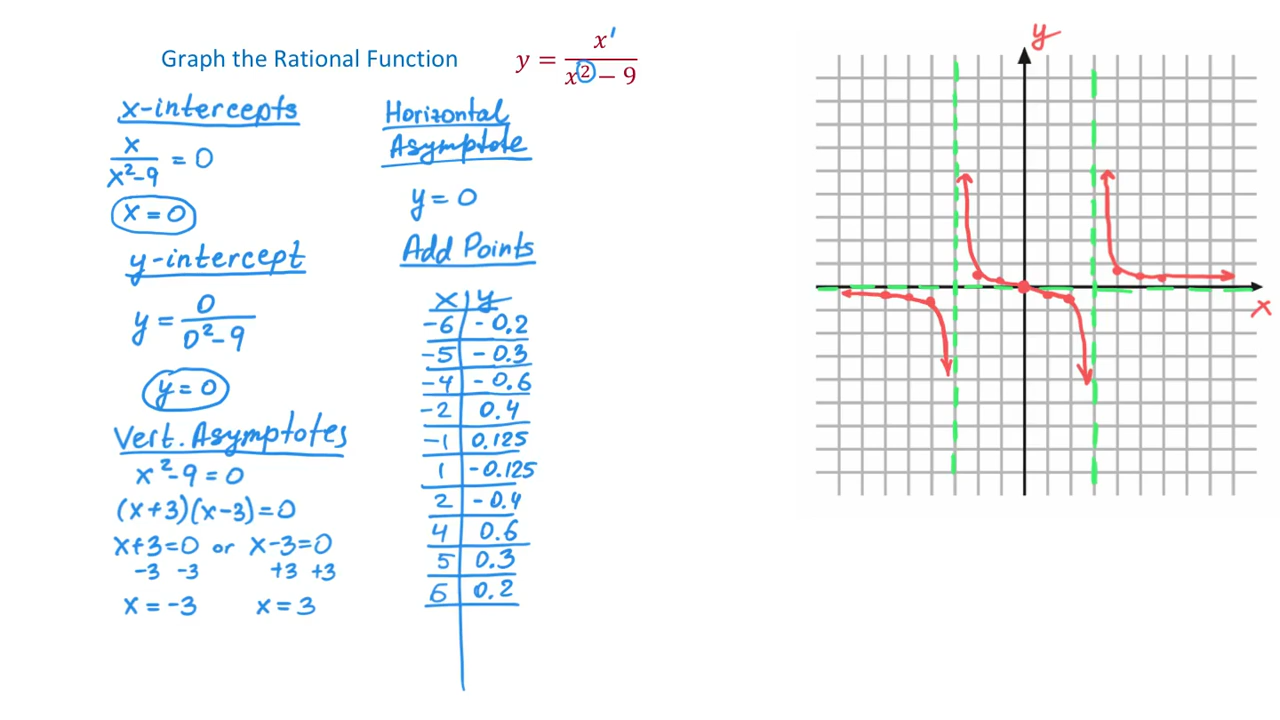 Graph the Rational Function
y = x' / (x² − 9)
x-intercepts
x / (x²-9) = 0
x = 0
y-intercept
y = 0 / (0²-9)
y = 0
Vert. Asymptotes
x²-9 = 0
(x+3)(x-3) = 0
x+3=0 or x-3=0
-3 -3 +3 +3
x = -3 x = 3
Horizontal
Asymptote
y = 0
Add Points
x y
-6 -0.2
-5 -0.3
-4 -0.6
-2 0.4
-1 0.125
1 -0.125
2 -0.4
4 0.6
5 0.3
6 0.2
y
x